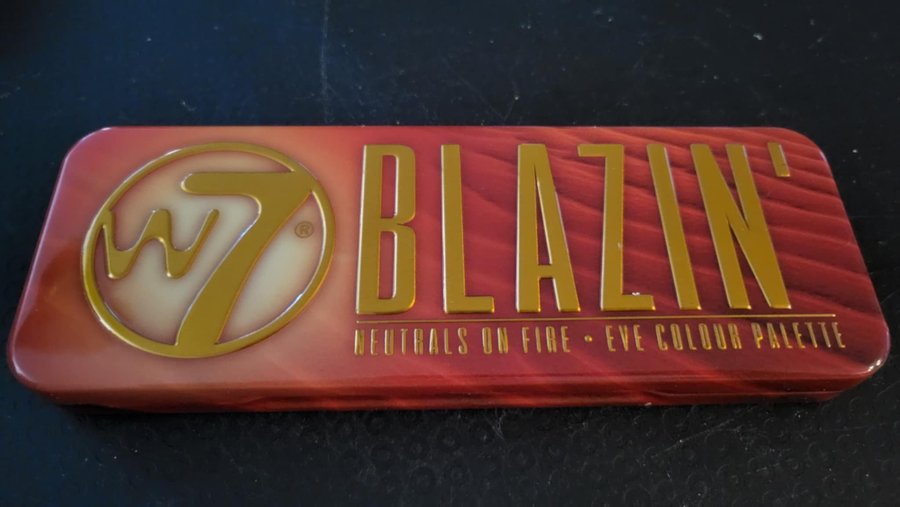 W7®
BLAZIN'
NEUTRALS ON FIRE • EYE COLOUR PALETTE